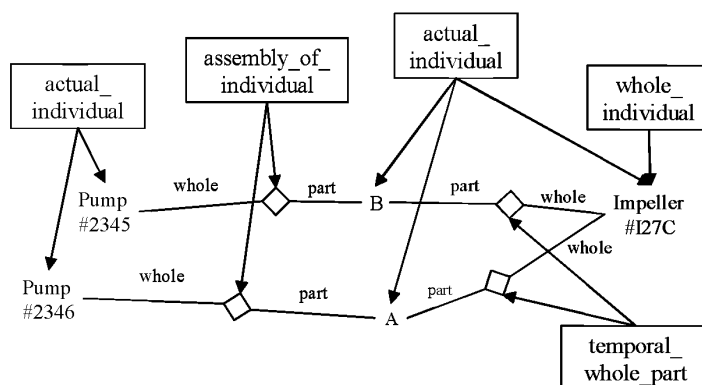 actual_
individual
assembly_of_
individual
actual_
individual
whole_
individual
Pump
#2345
whole
part
B
part
whole
Impeller
#I27C
whole
Pump
#2346
whole
part
A
part
temporal_
whole_part